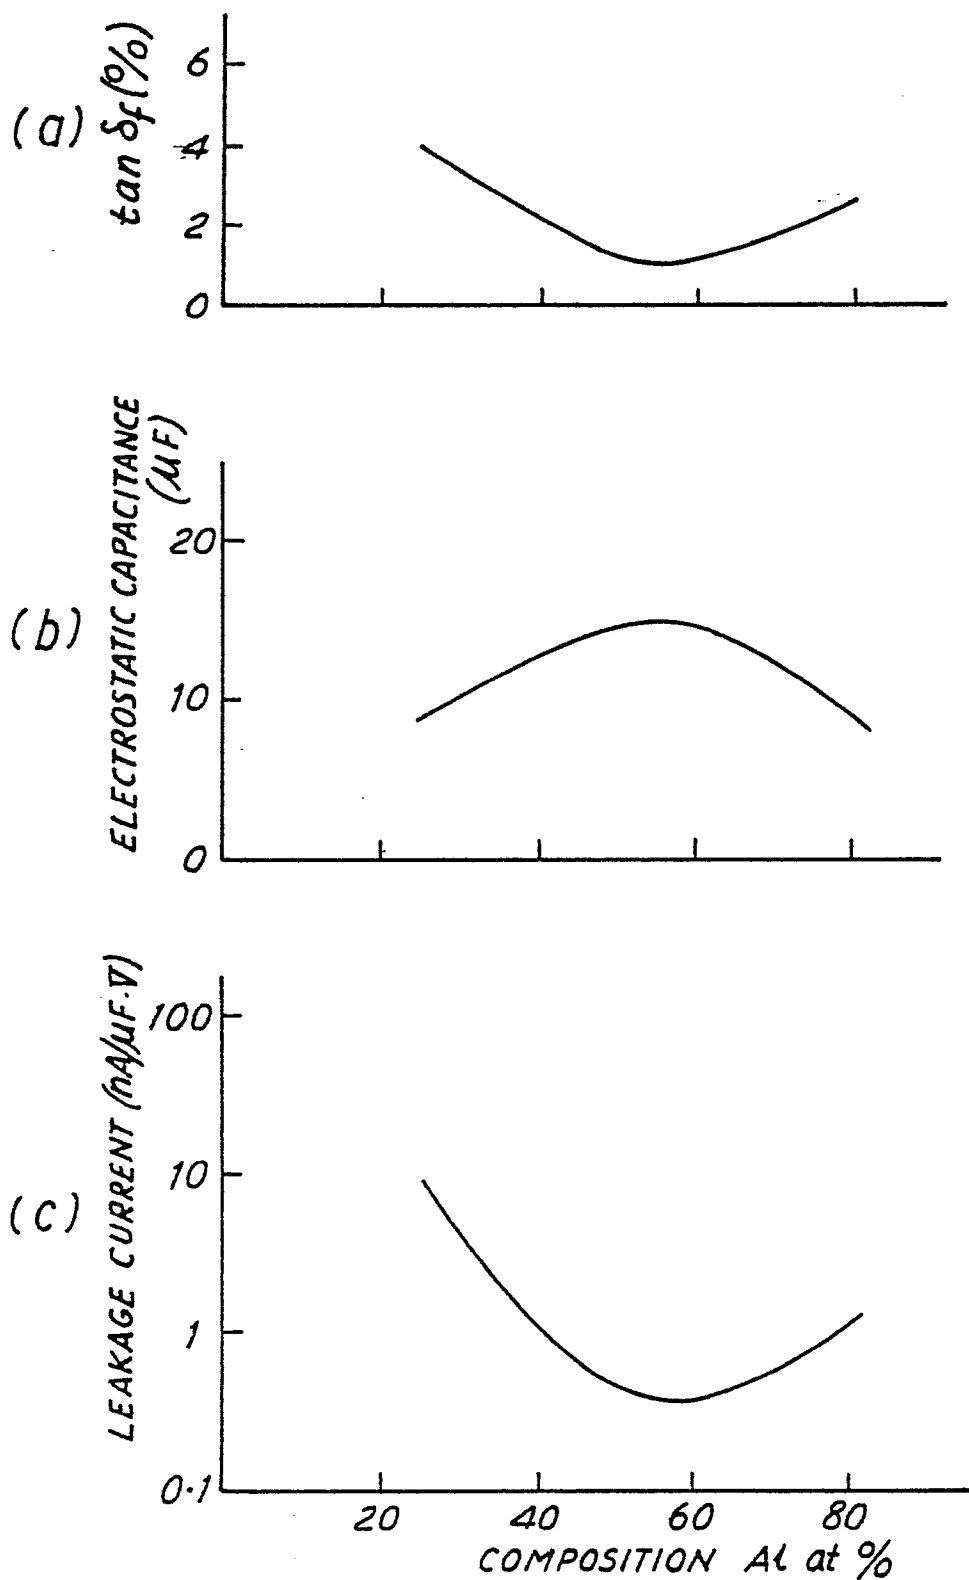 (a)
tan δf (%)
6
4
2
0
(b)
ELECTROSTATIC CAPACITANCE
(μF)
20
10
0
(c)
LEAKAGE CURRENT (nA/μF·V)
100
10
1
0·1
20 40 60 80
COMPOSITION Al at %